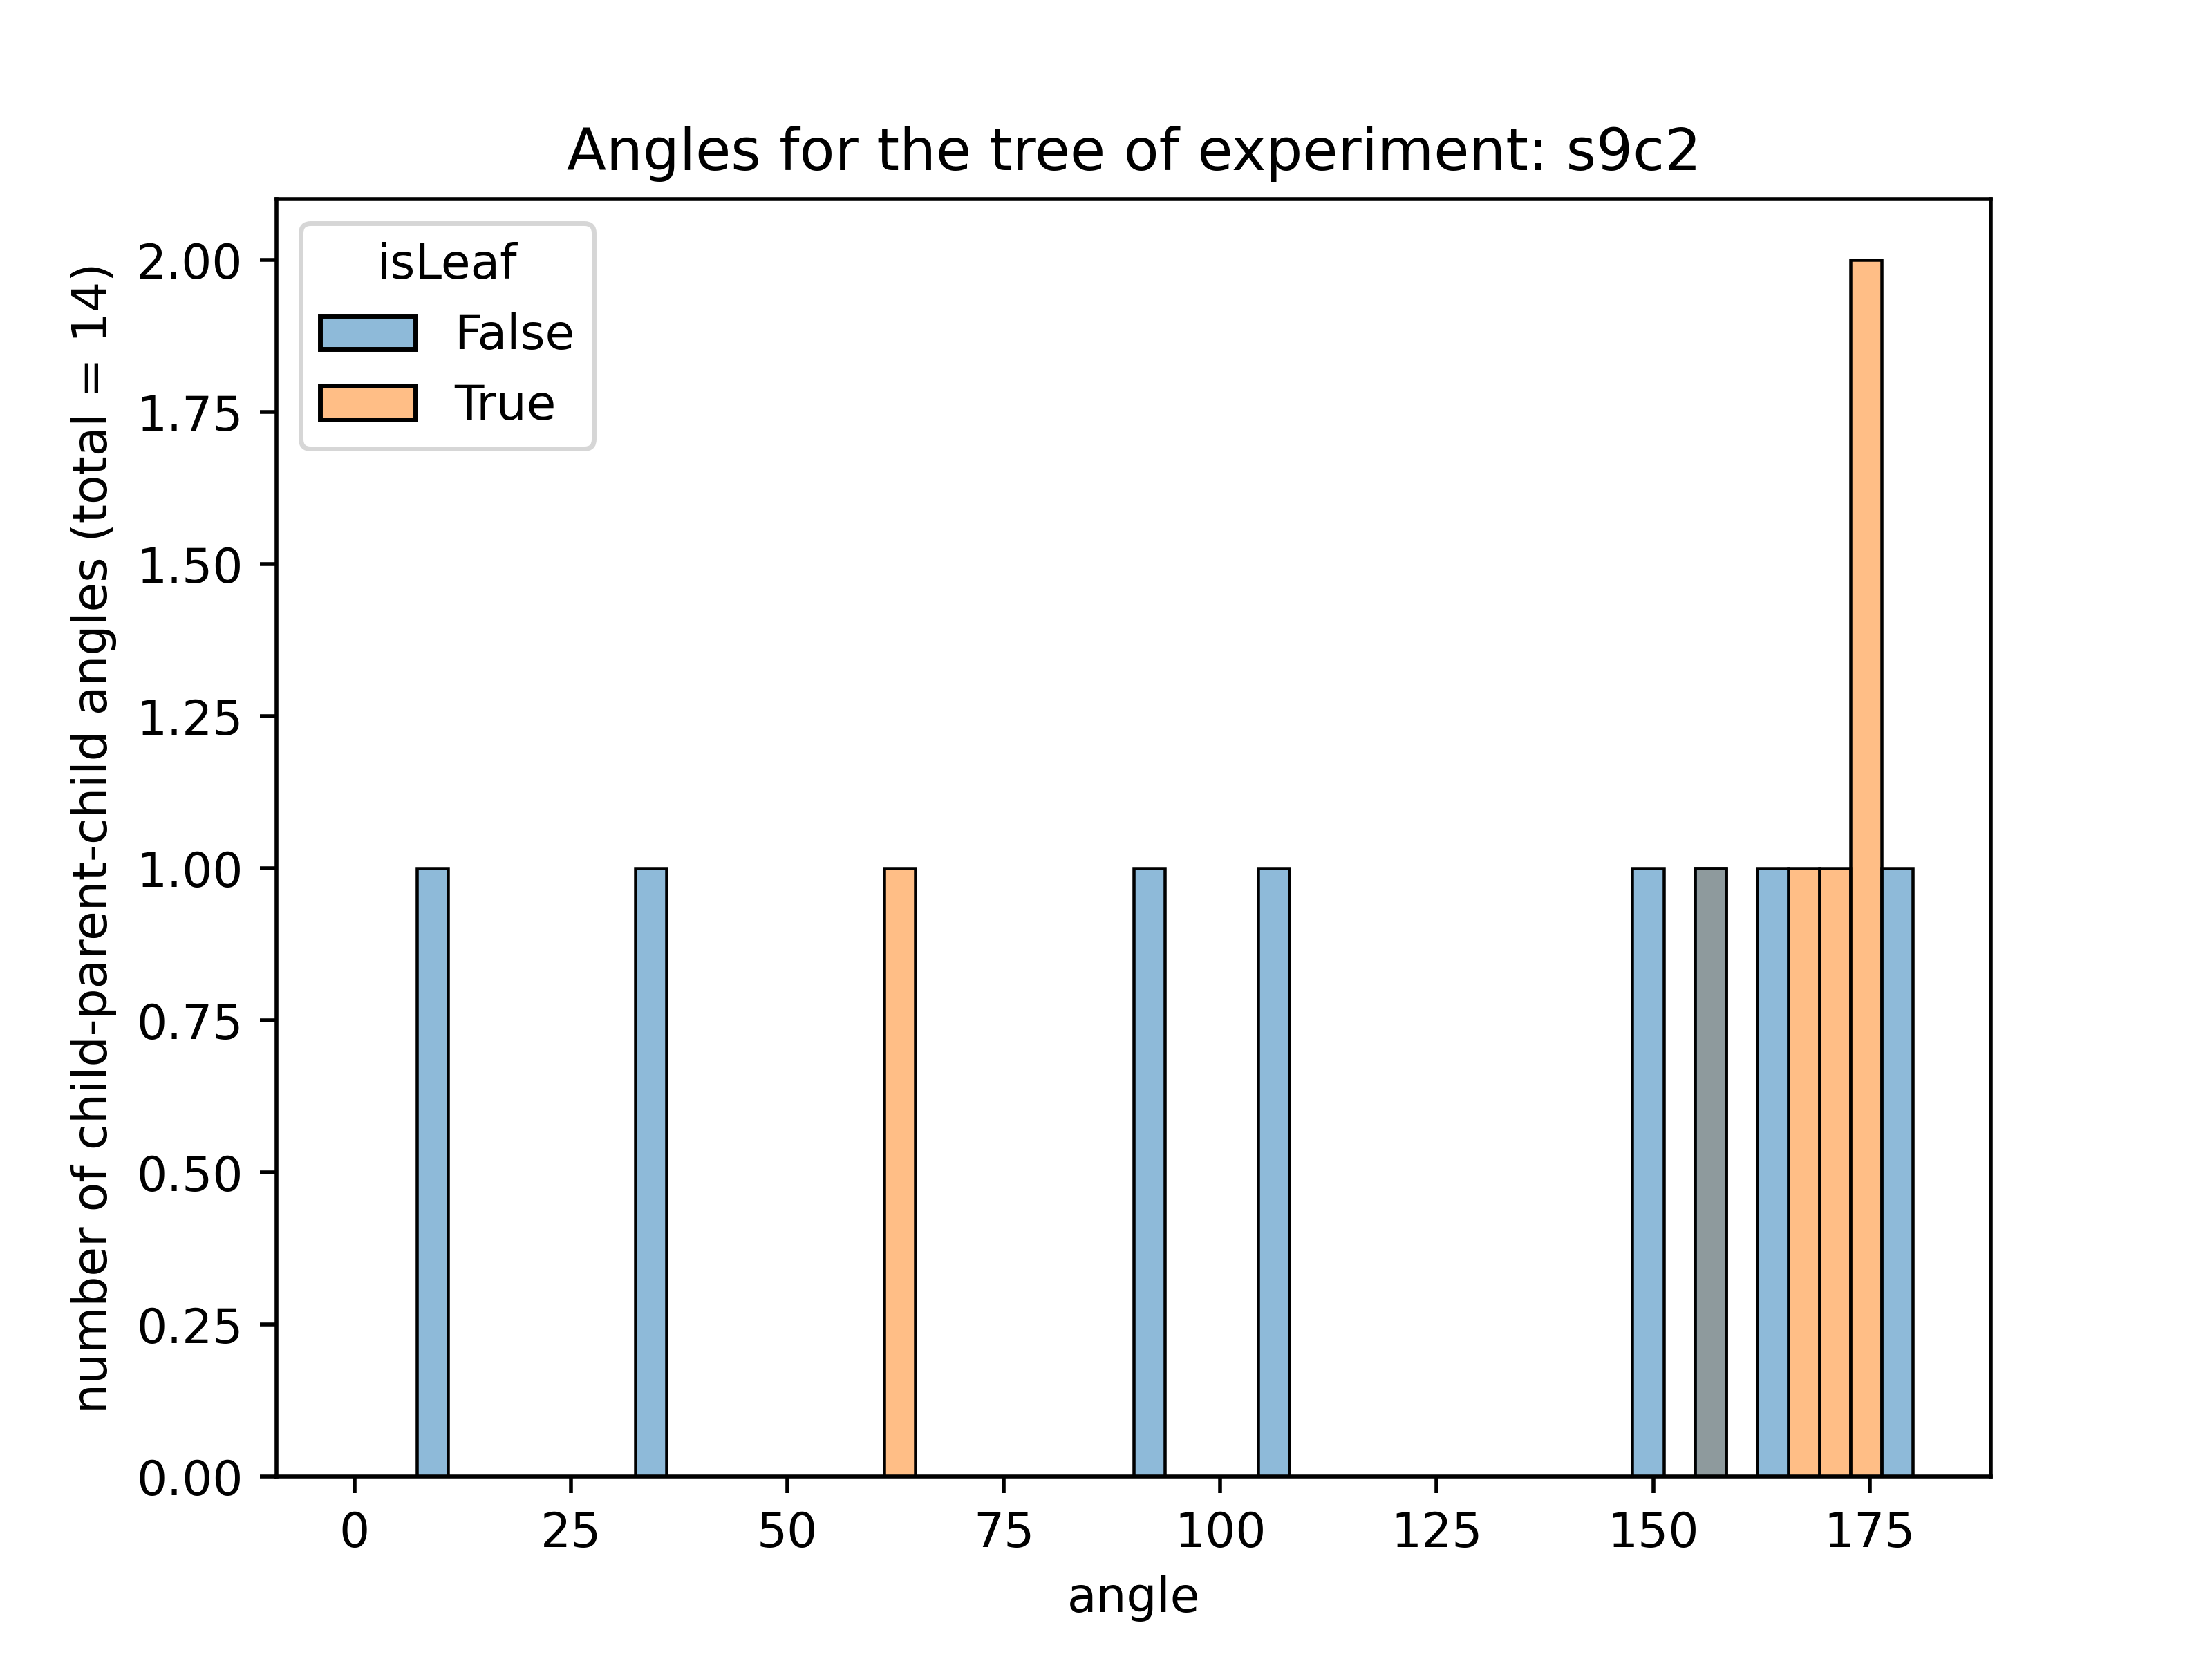 Angles for the tree of experiment: s9c2
isLeaf
False
True
number of child-parent-child angles (total = 14)
2.00
1.75
1.50
1.25
1.00
0.75
0.50
0.25
0.00
0 25 50 75 100 125 150 175
angle